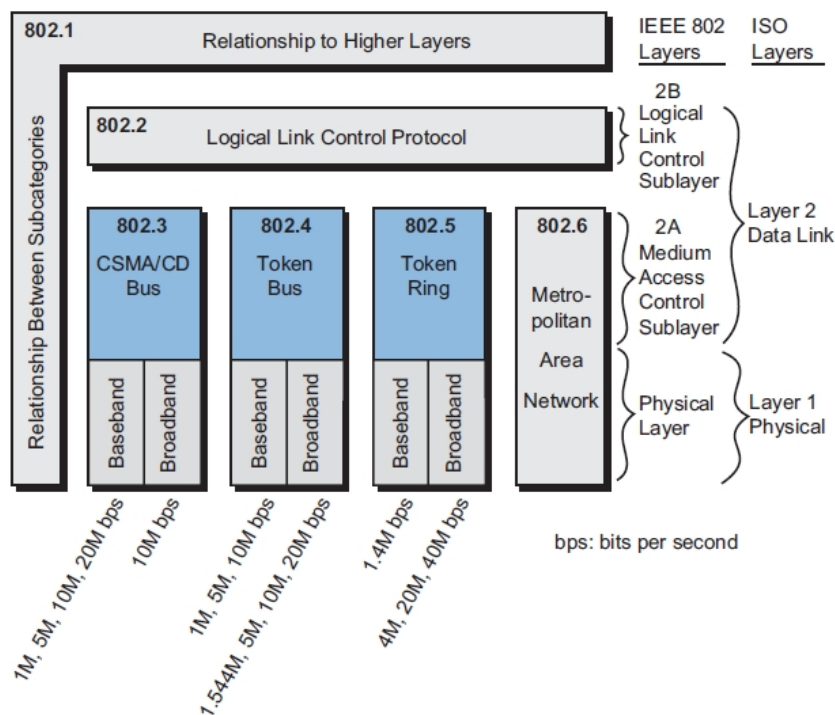 802.1
Relationship to Higher Layers
Relationship Between Subcategories
IEEE 802
Layers
ISO
Layers
802.2
Logical Link Control Protocol
2B
Logical
Link
Control
Sublayer
802.3
CSMA/CD
Bus
Baseband
Broadband
802.4
Token
Bus
Baseband
Broadband
802.5
Token
Ring
Baseband
Broadband
802.6
Metro-
politan
Area
Network
2A
Medium
Access
Control
Sublayer
Physical
Layer
Layer 2
Data Link
Layer 1
Physical
1M, 5M, 10M, 20M bps
10M bps
1M, 5M, 10M bps
1.544M, 5M, 10M, 20M bps
1.4M bps
4M, 20M, 40M bps
bps: bits per second